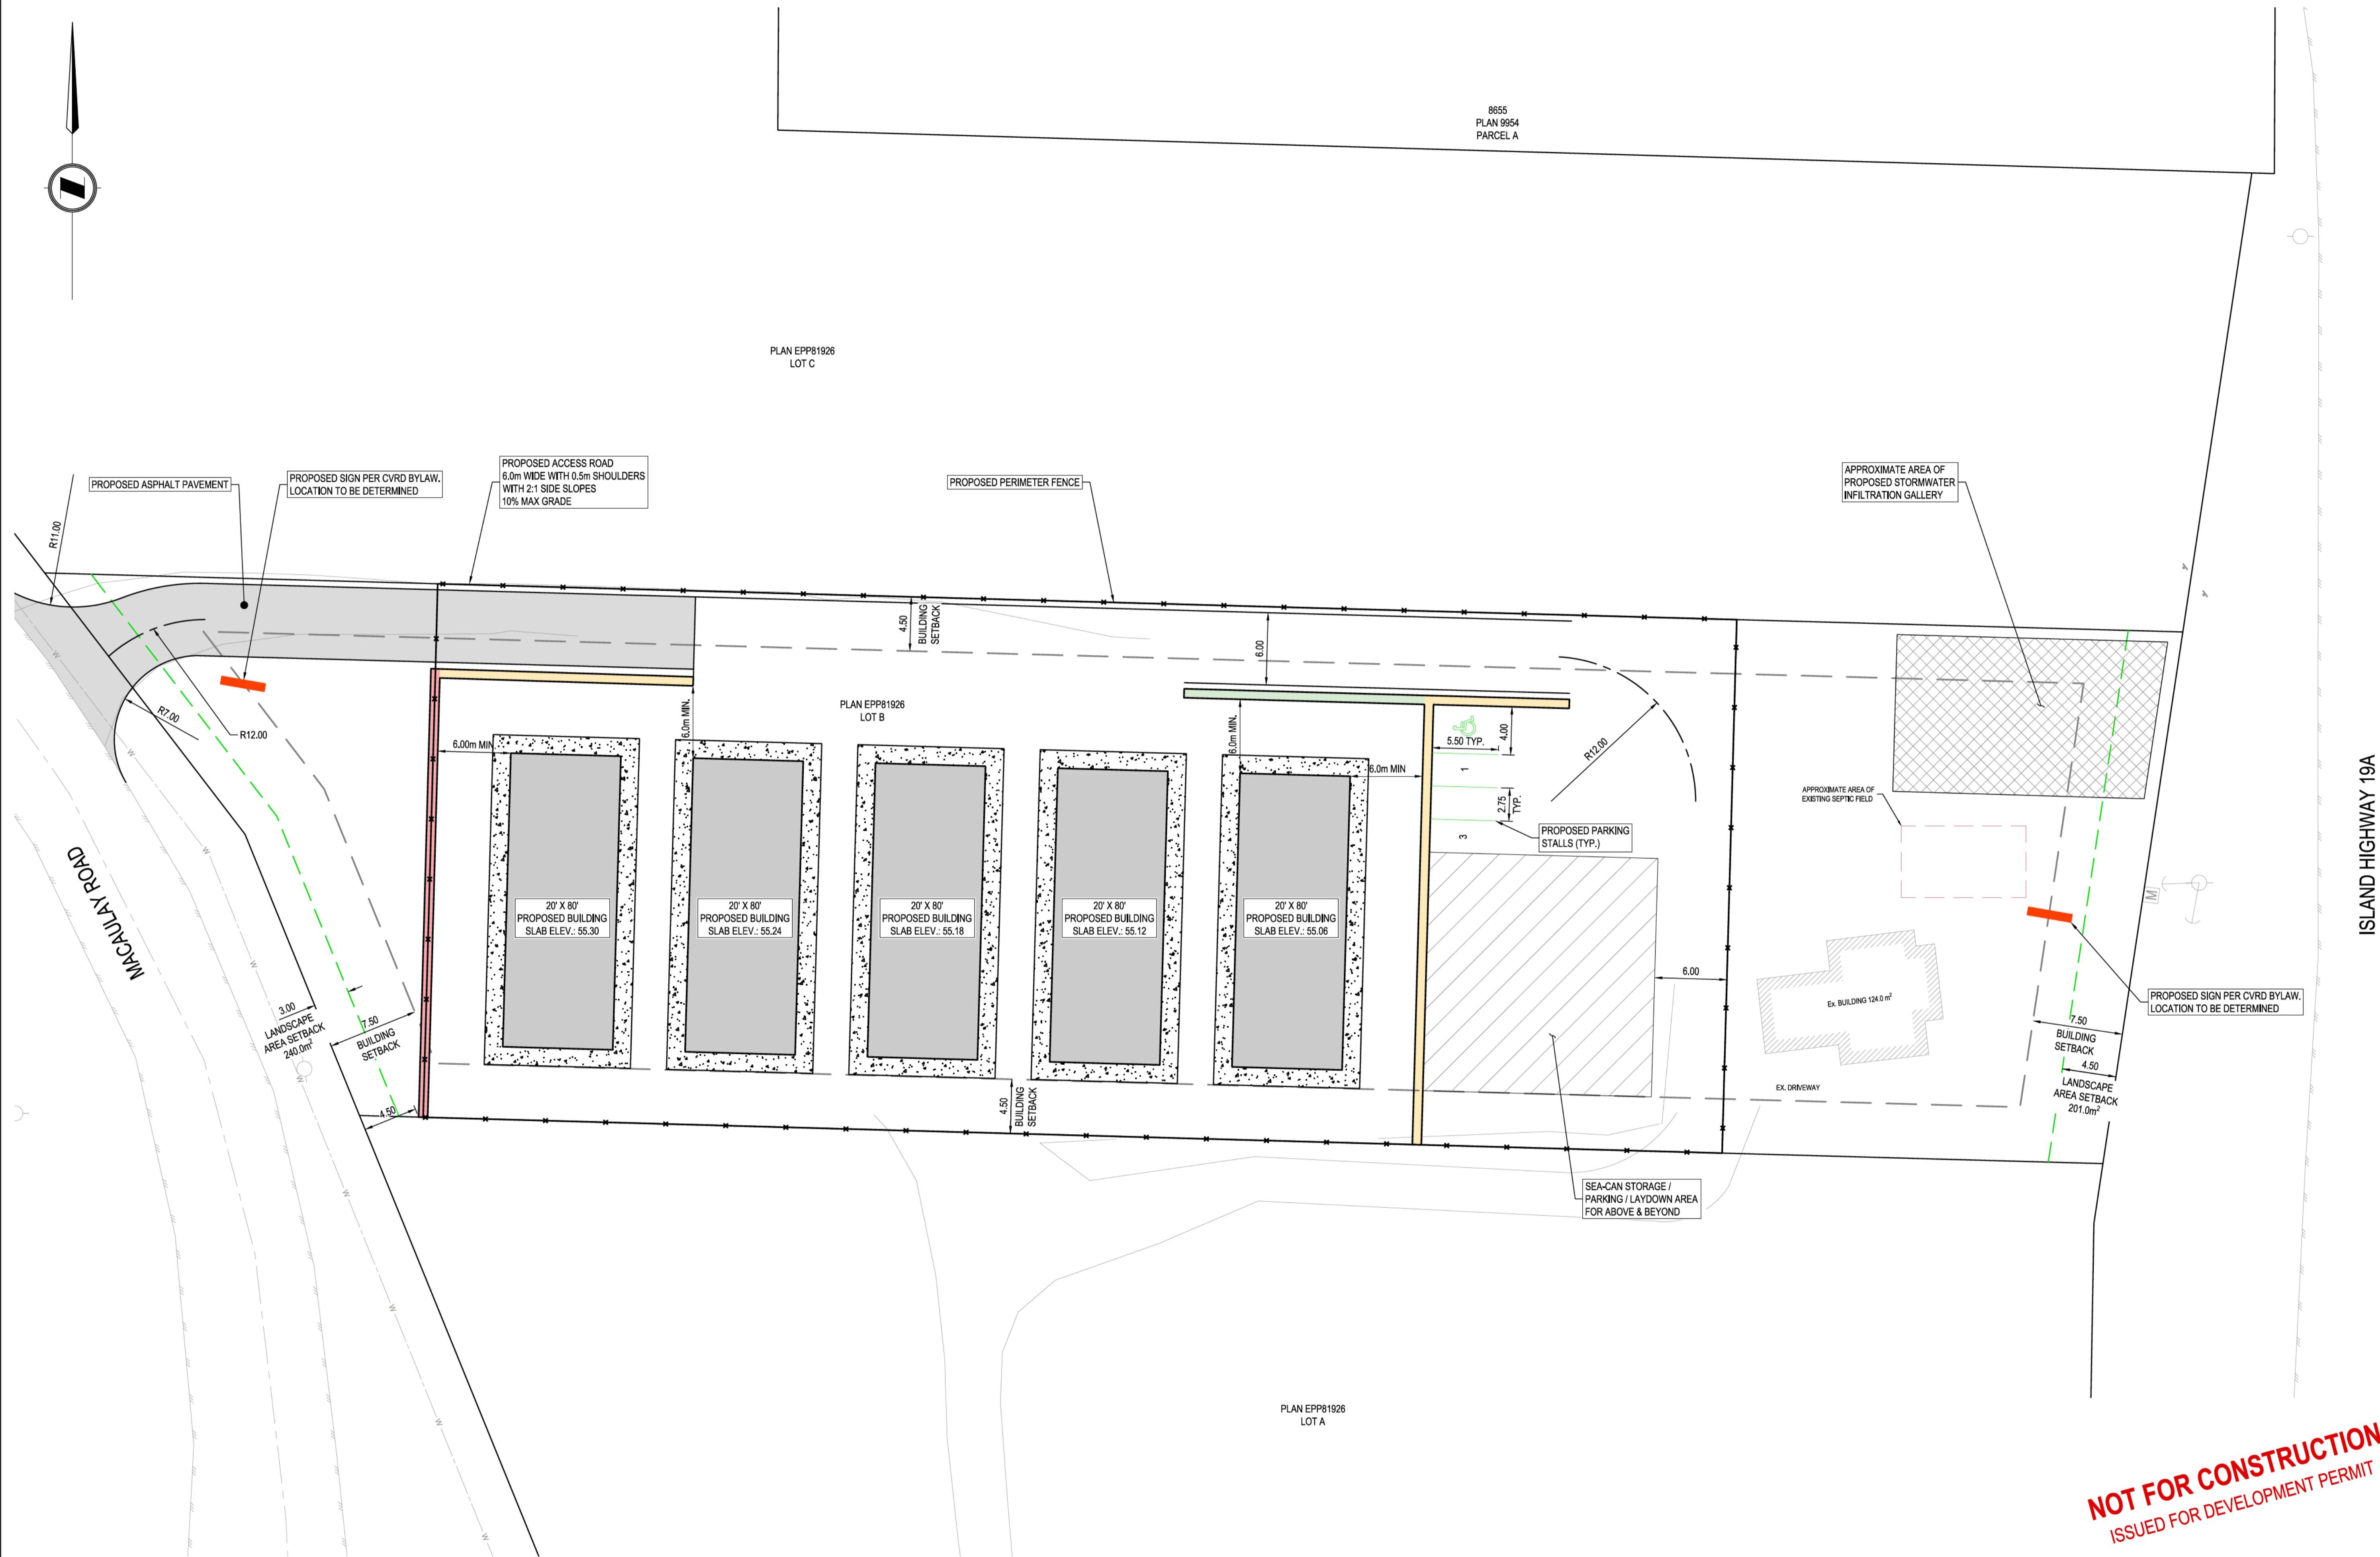 8655
PLAN 9954
PARCEL A
PLAN EPP81926
LOT C
PROPOSED ASPHALT PAVEMENT
PROPOSED SIGN PER CVRD BYLAW.
LOCATION TO BE DETERMINED
PROPOSED ACCESS ROAD
6.0m WIDE WITH 0.5m SHOULDERS
WITH 2:1 SIDE SLOPES
10% MAX GRADE
PROPOSED PERIMETER FENCE
APPROXIMATE AREA OF
PROPOSED STORMWATER
INFILTRATION GALLERY
R11.00
4.50
BUILDING
SETBACK
6.00
R7.00
R12.00
PLAN EPP81926
LOT B
6.00m MIN.
6.0m MIN.
6.0m MIN.
6.0m MIN
5.50 TYP.
4.00
1
2.75
TYP.
3
R12.00
PROPOSED PARKING
STALLS (TYP.)
APPROXIMATE AREA OF
EXISTING SEPTIC FIELD
ISLAND HIGHWAY 19A
MACAULAY ROAD
20' X 80'
PROPOSED BUILDING
SLAB ELEV.: 55.30
20' X 80'
PROPOSED BUILDING
SLAB ELEV.: 55.24
20' X 80'
PROPOSED BUILDING
SLAB ELEV.: 55.18
20' X 80'
PROPOSED BUILDING
SLAB ELEV.: 55.12
20' X 80'
PROPOSED BUILDING
SLAB ELEV.: 55.06
6.00
Ex. BUILDING 124.0 m²
M
PROPOSED SIGN PER CVRD BYLAW.
LOCATION TO BE DETERMINED
3.00
LANDSCAPE
AREA SETBACK
240.0m²
7.50
BUILDING
SETBACK
4.50
4.50
BUILDING
SETBACK
EX. DRIVEWAY
7.50
BUILDING
SETBACK
4.50
LANDSCAPE
AREA SETBACK
201.0m²
SEA-CAN STORAGE /
PARKING / LAYDOWN AREA
FOR ABOVE & BEYOND
PLAN EPP81926
LOT A
W
W
W
W
W
W
W
W
W
W
NOT FOR CONSTRUCTION
ISSUED FOR DEVELOPMENT PERMIT